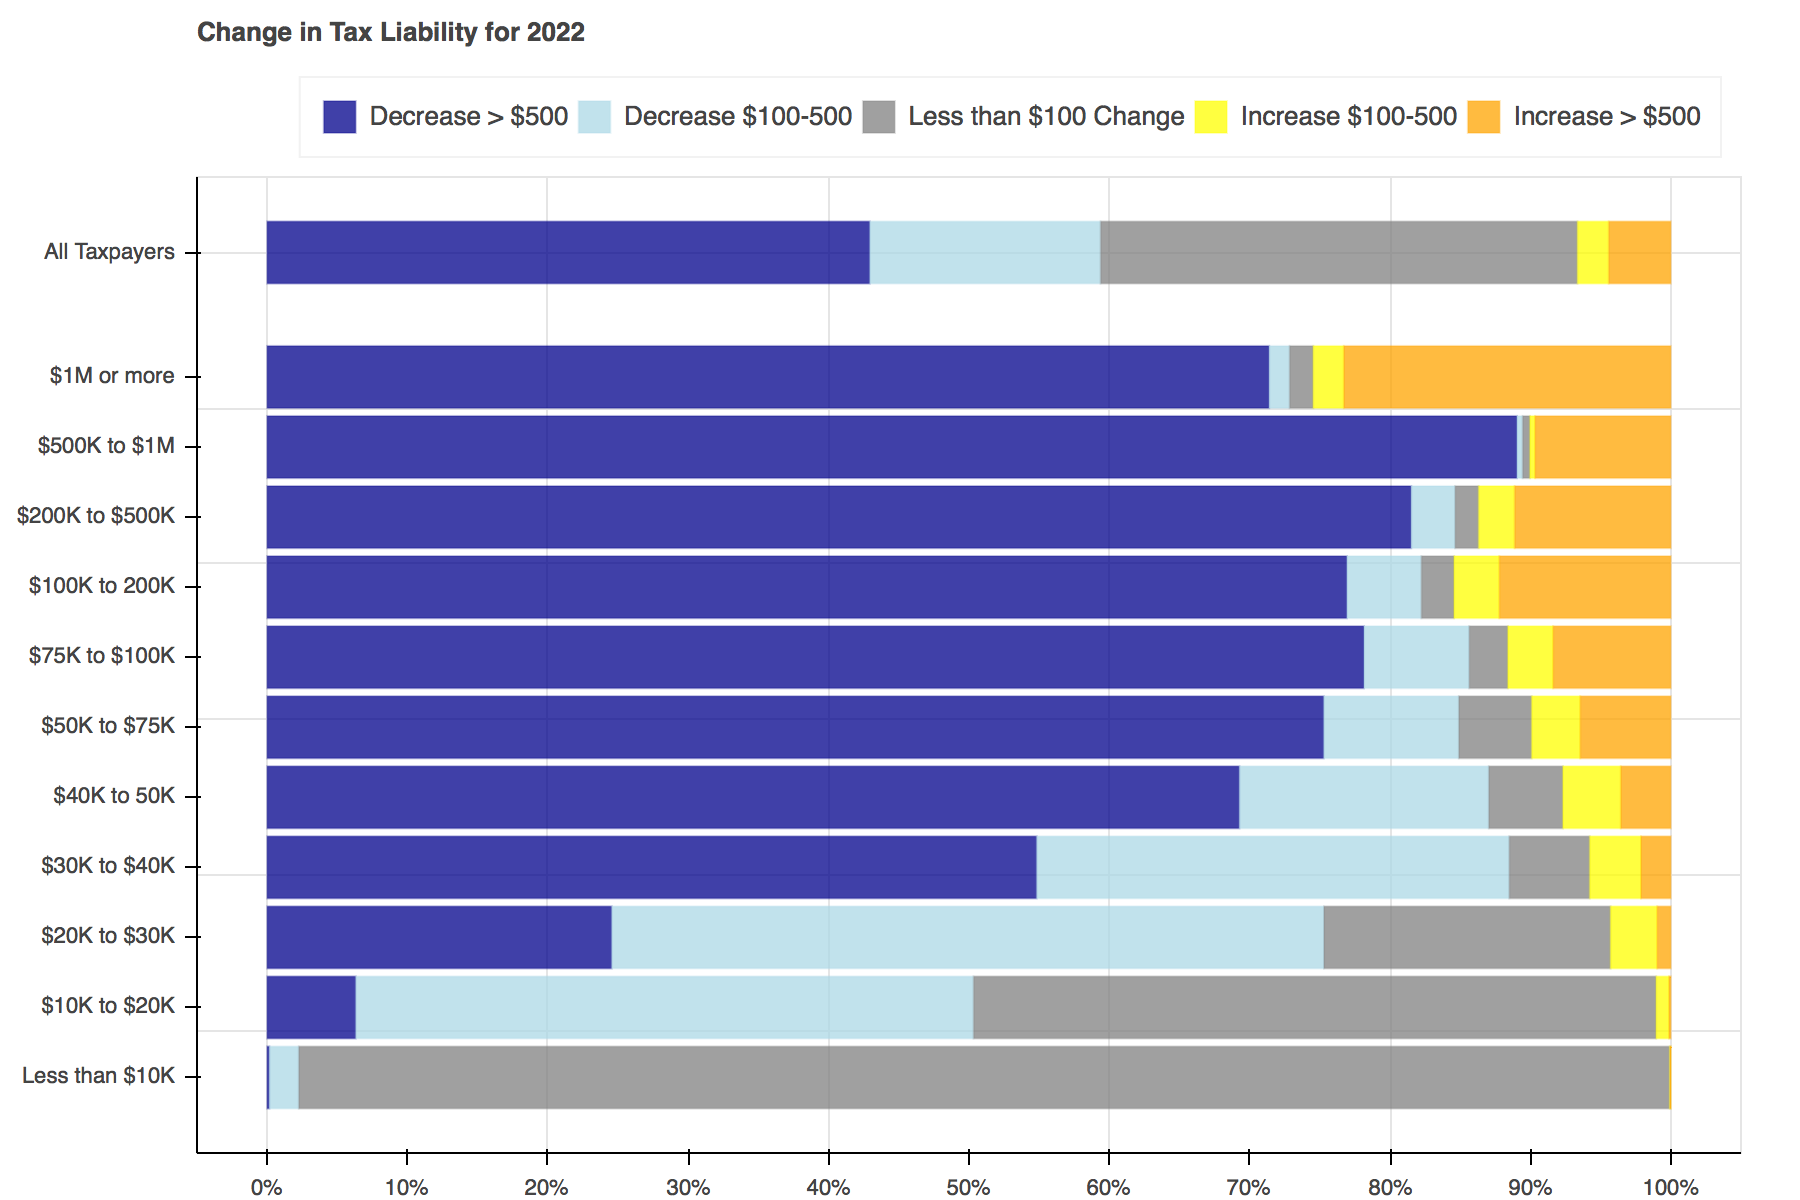 Change in Tax Liability for 2022
Decrease > $500 Decrease $100-500 Less than $100 Change Increase $100-500 Increase > $500
All Taxpayers
$1M or more
$500K to $1M
$200K to $500K
$100K to 200K
$75K to $100K
$50K to $75K
$40K to 50K
$30K to $40K
$20K to $30K
$10K to $20K
Less than $10K
0% 10% 20% 30% 40% 50% 60% 70% 80% 90% 100%